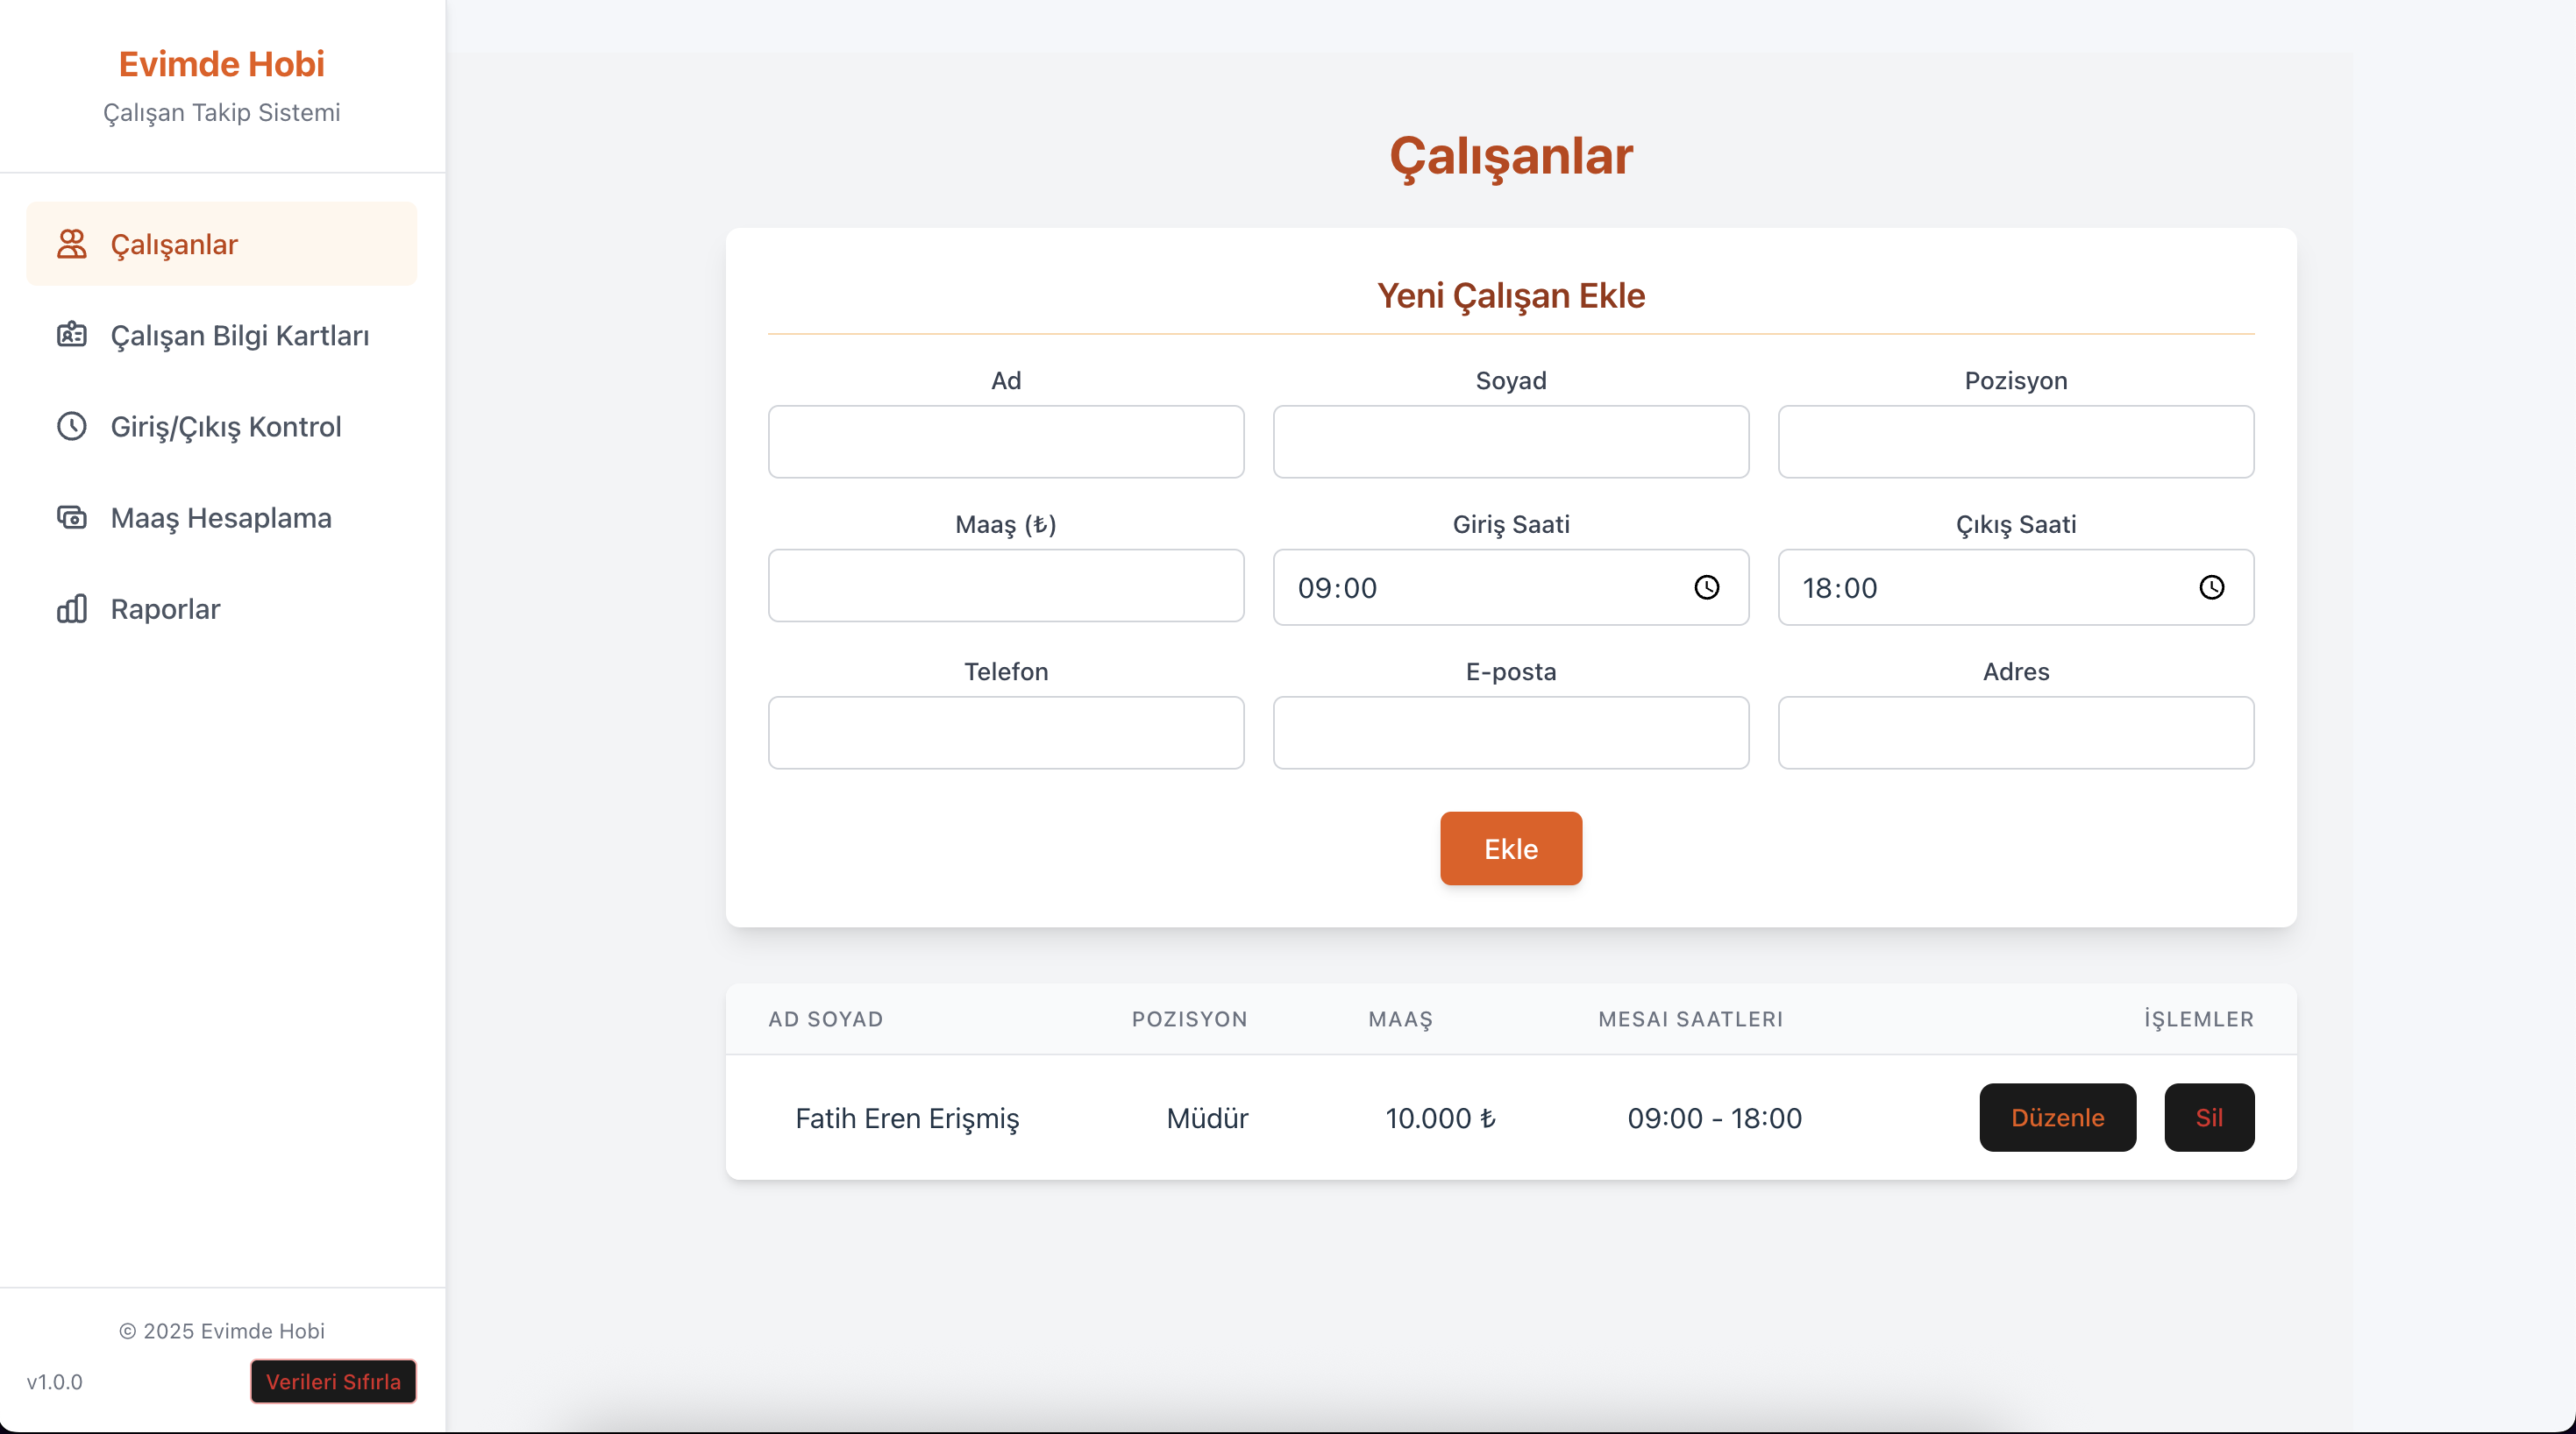 Evimde Hobi
Çalışan Takip Sistemi
Çalışanlar
Çalışan Bilgi Kartları
Giriş/Çıkış Kontrol
Maaş Hesaplama
Raporlar
© 2025 Evimde Hobi
v1.0.0 Verileri Sıfırla
Çalışanlar
Yeni Çalışan Ekle
Ad Soyad Pozisyon
Maaş (₺) Giriş Saati Çıkış Saati
09:00 18:00
Telefon E-posta Adres
Ekle
AD SOYAD POZISYON MAAŞ MESAI SAATLERI İŞLEMLER
Fatih Eren Erişmiş Müdür 10.000 ₺ 09:00 - 18:00 Düzenle Sil